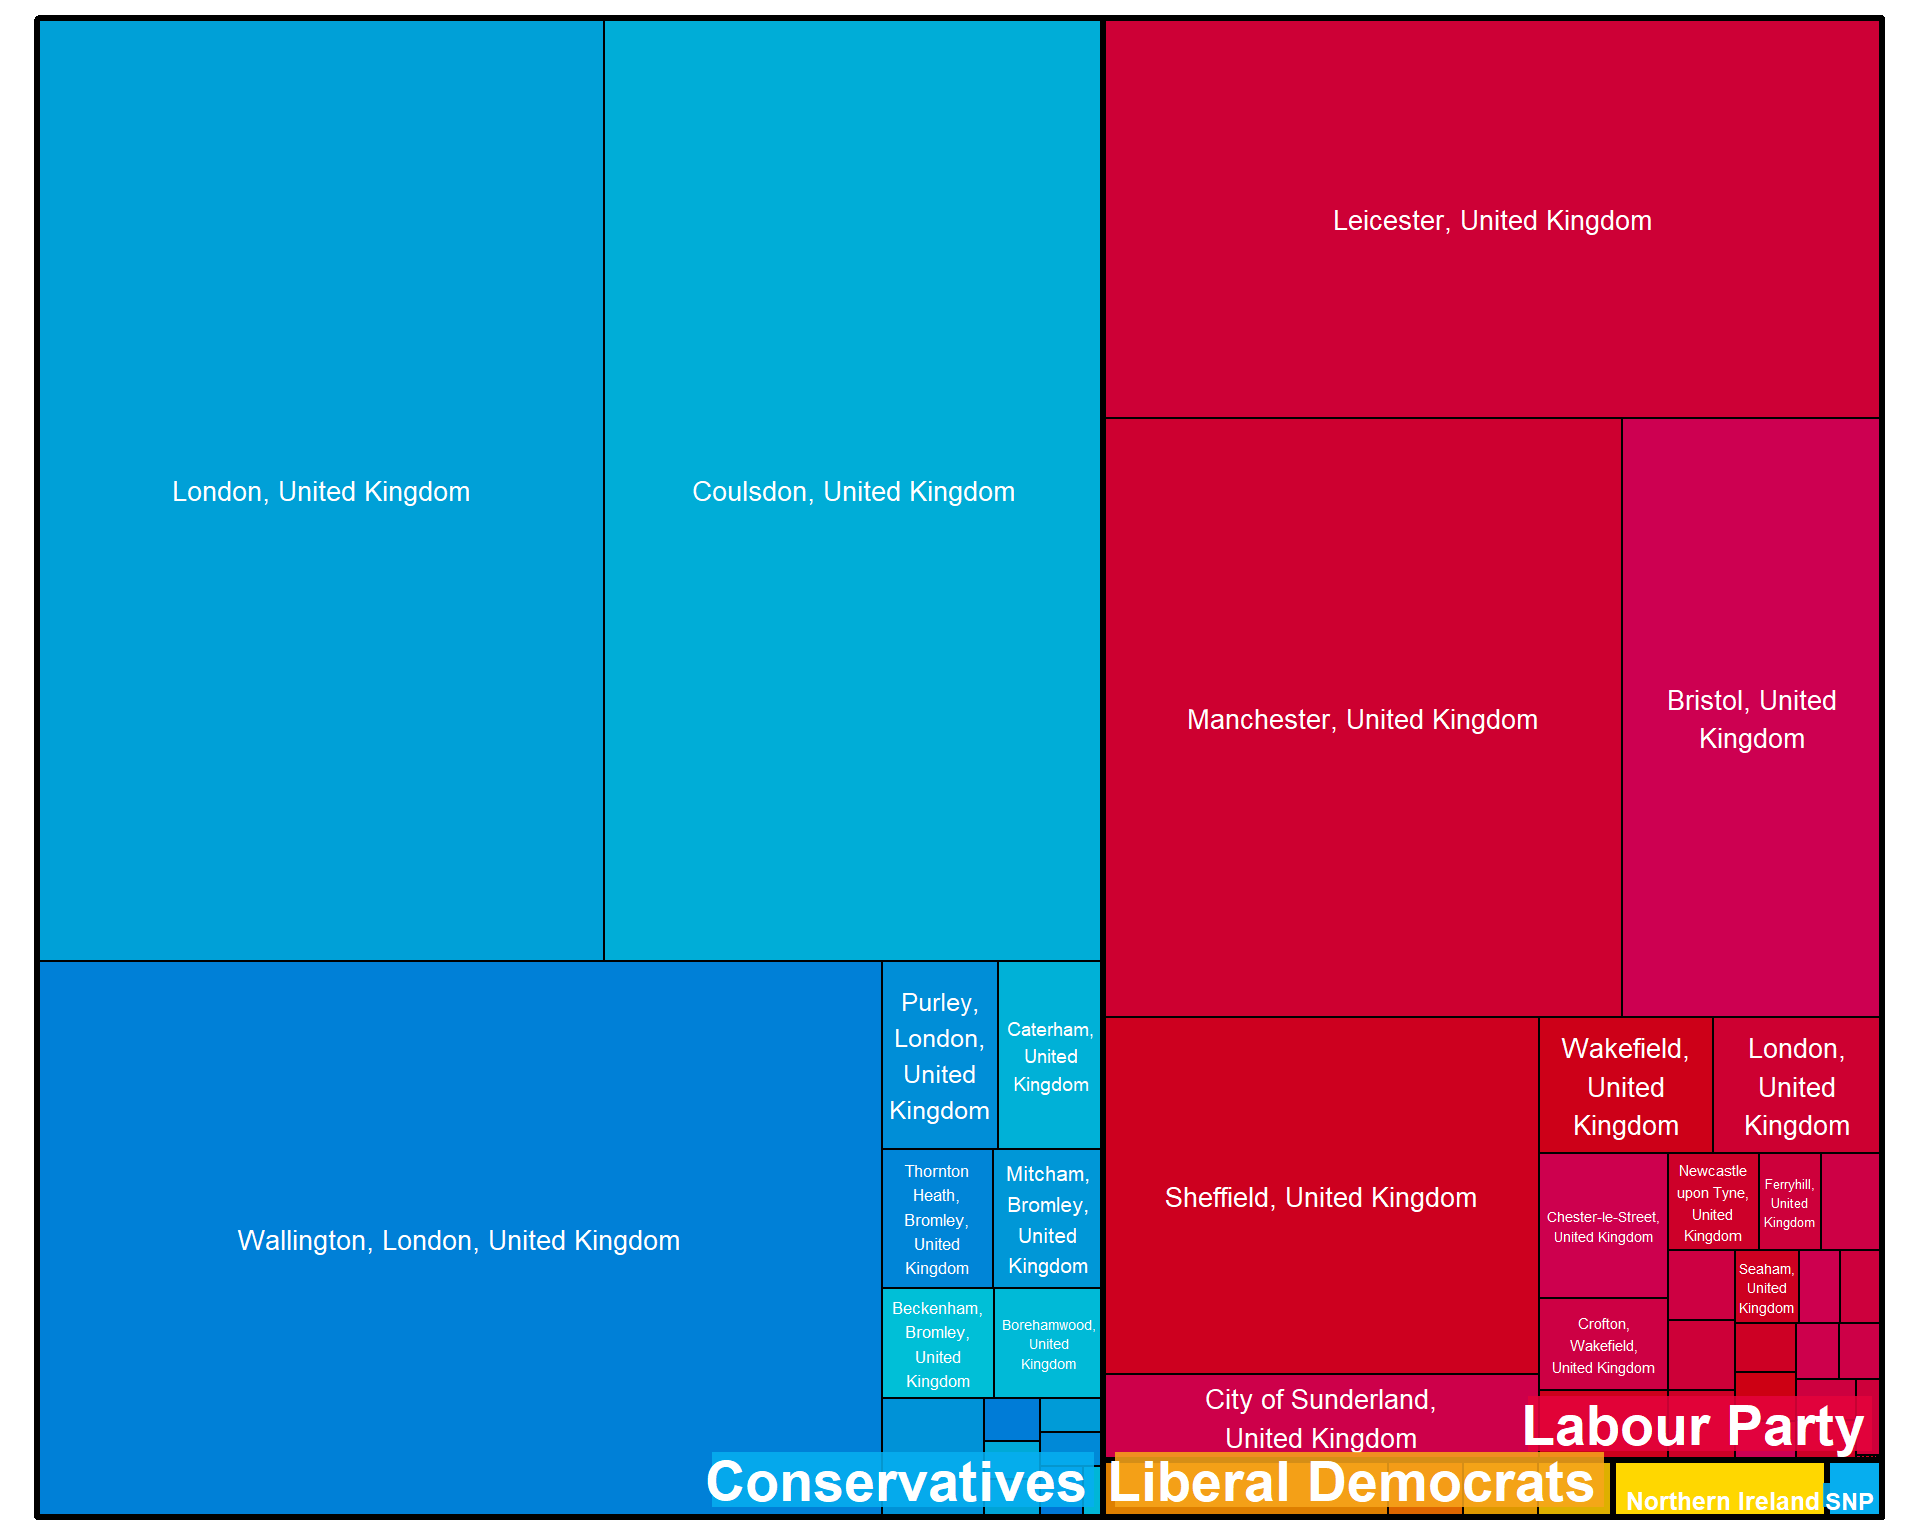 London, United Kingdom
Coulsdon, United Kingdom
Wallington, London, United Kingdom
Purley,
London,
United
Kingdom
Caterham,
United
Kingdom
Thornton
Heath,
Bromley,
United
Kingdom
Mitcham,
Bromley,
United
Kingdom
Beckenham,
Bromley,
United
Kingdom
Borehamwood,
United
Kingdom
Conservatives
Leicester, United Kingdom
Manchester, United Kingdom
Bristol, United
Kingdom
Sheffield, United Kingdom
City of Sunderland,
United Kingdom
Wakefield,
United
Kingdom
London,
United
Kingdom
Chester-le-Street,
United Kingdom
Newcastle
upon Tyne,
United
Kingdom
Ferryhill,
United
Kingdom
Seaham,
United
Kingdom
Crofton,
Wakefield,
United Kingdom
Labour Party
Liberal Democrats
Northern Ireland
SNP